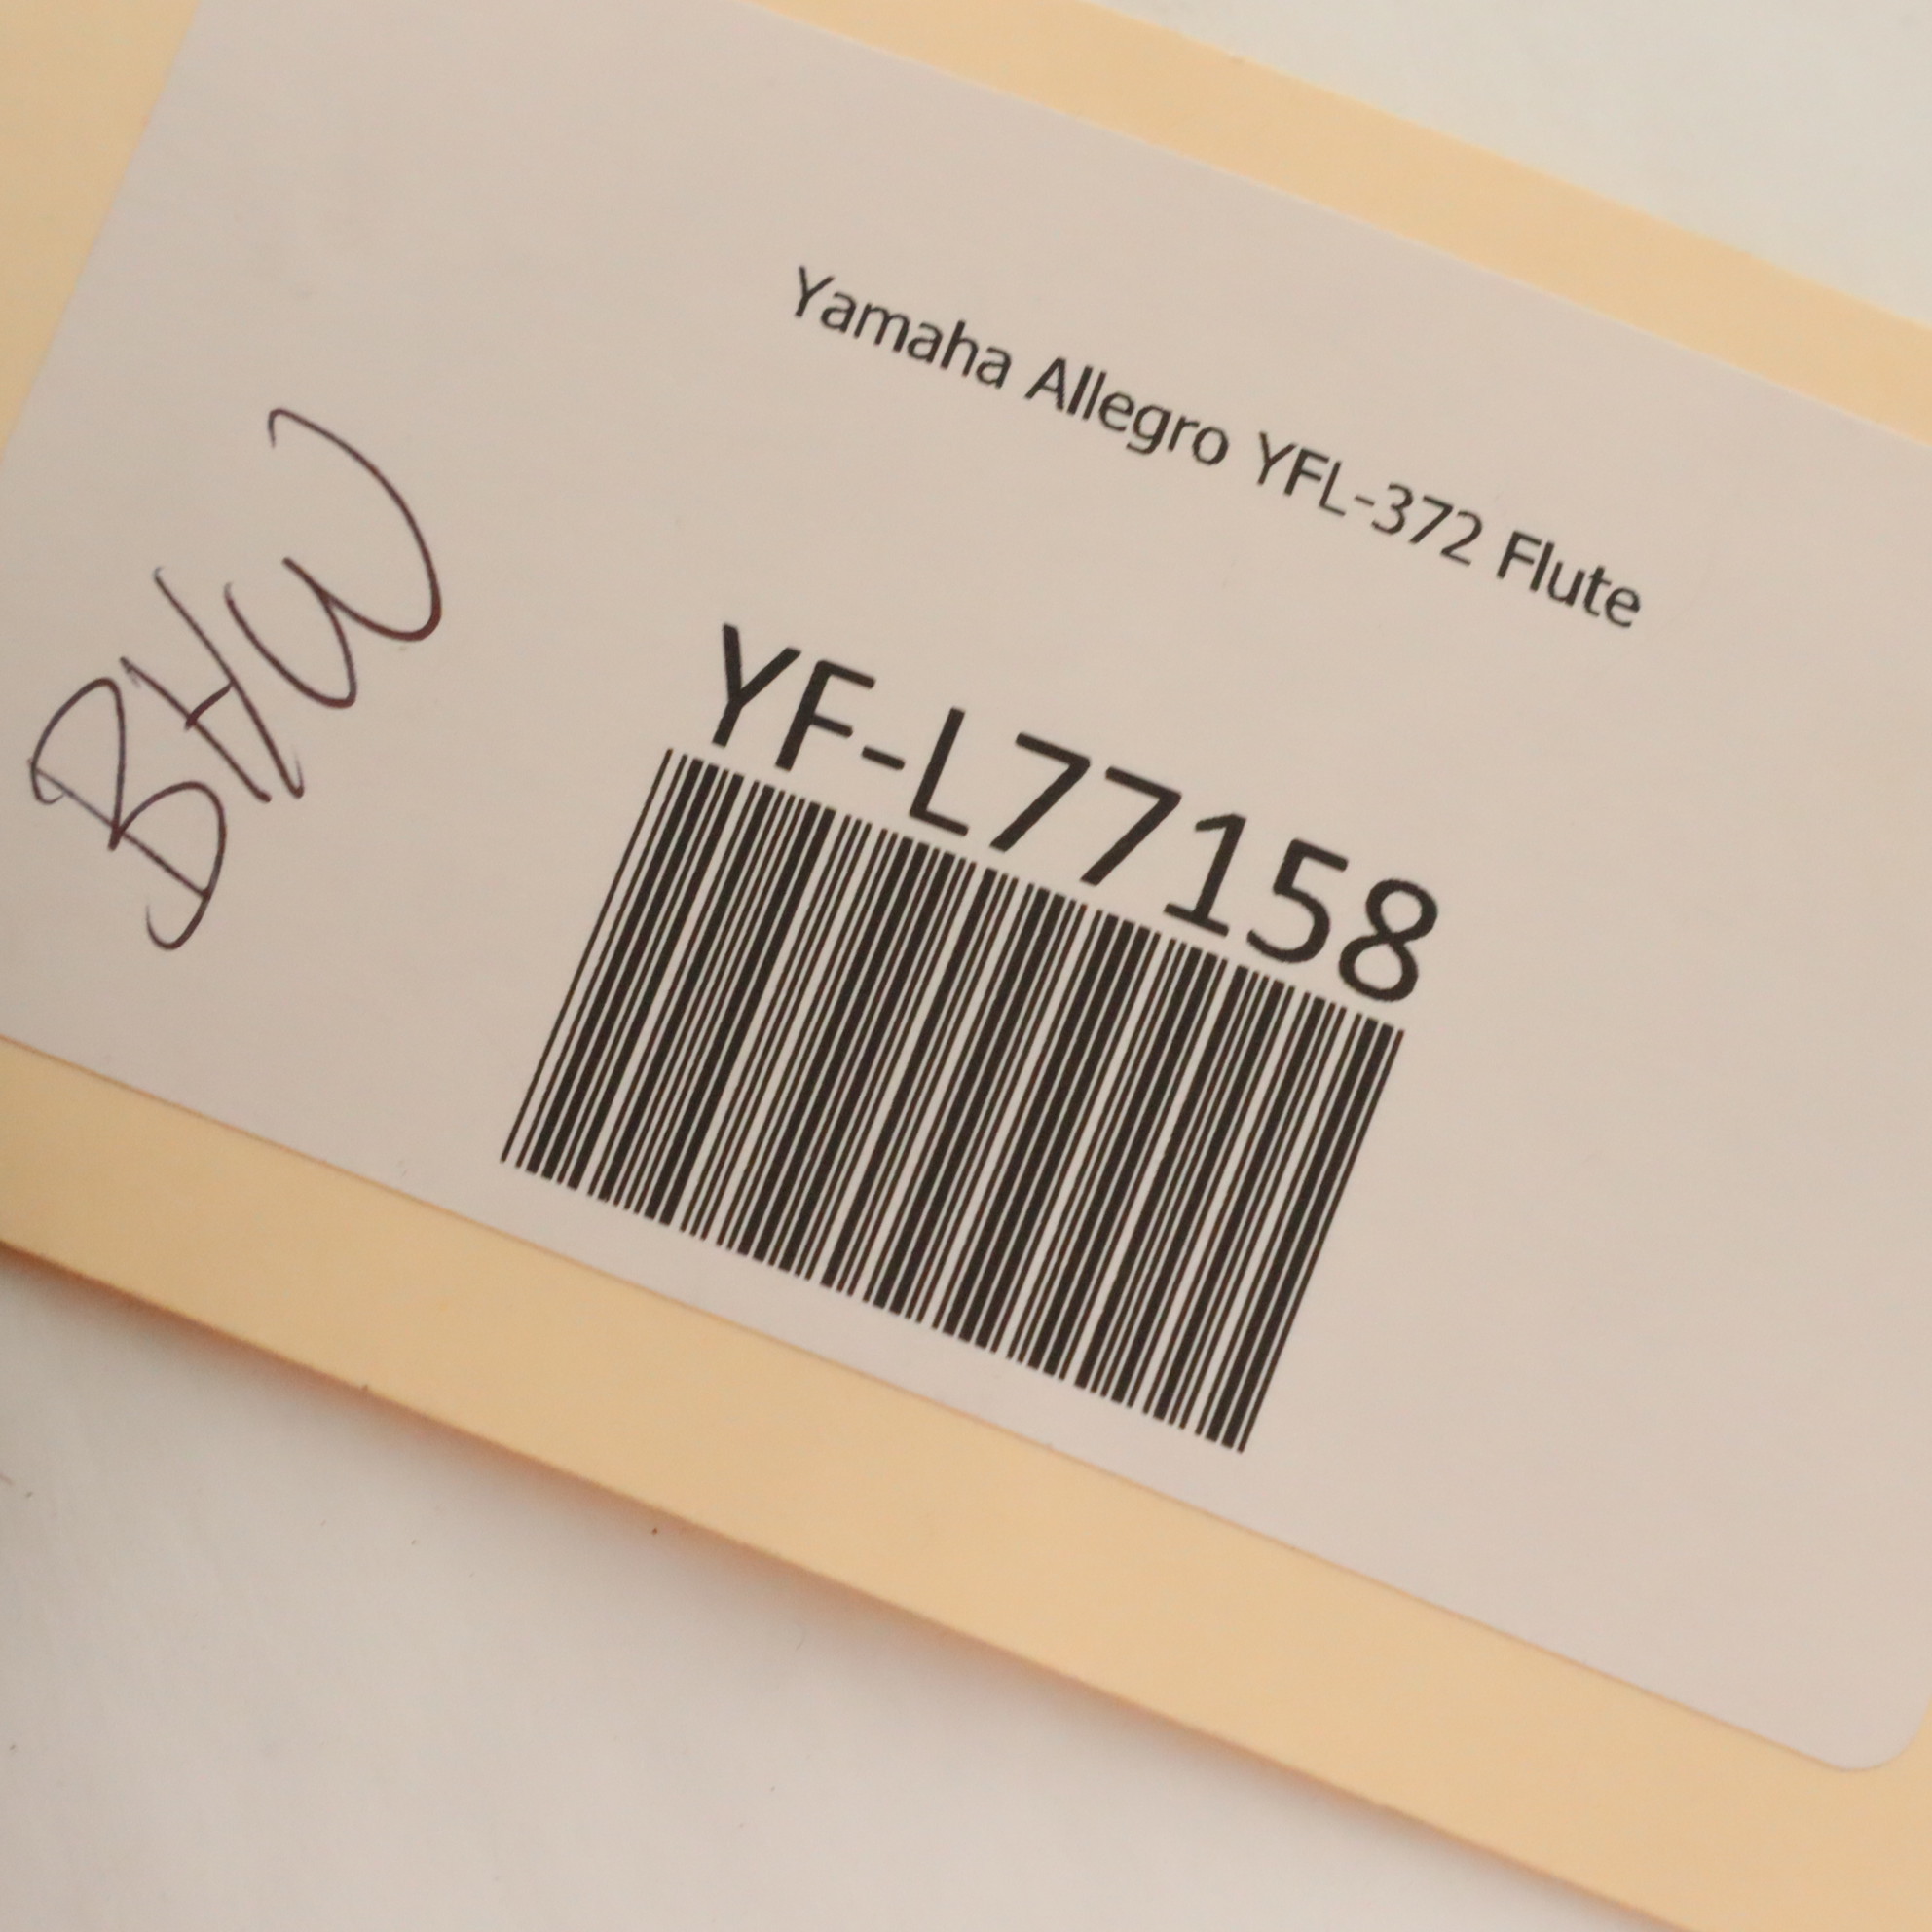 Yamaha Allegro YFL-372 Flute
YF-L77158
BHW